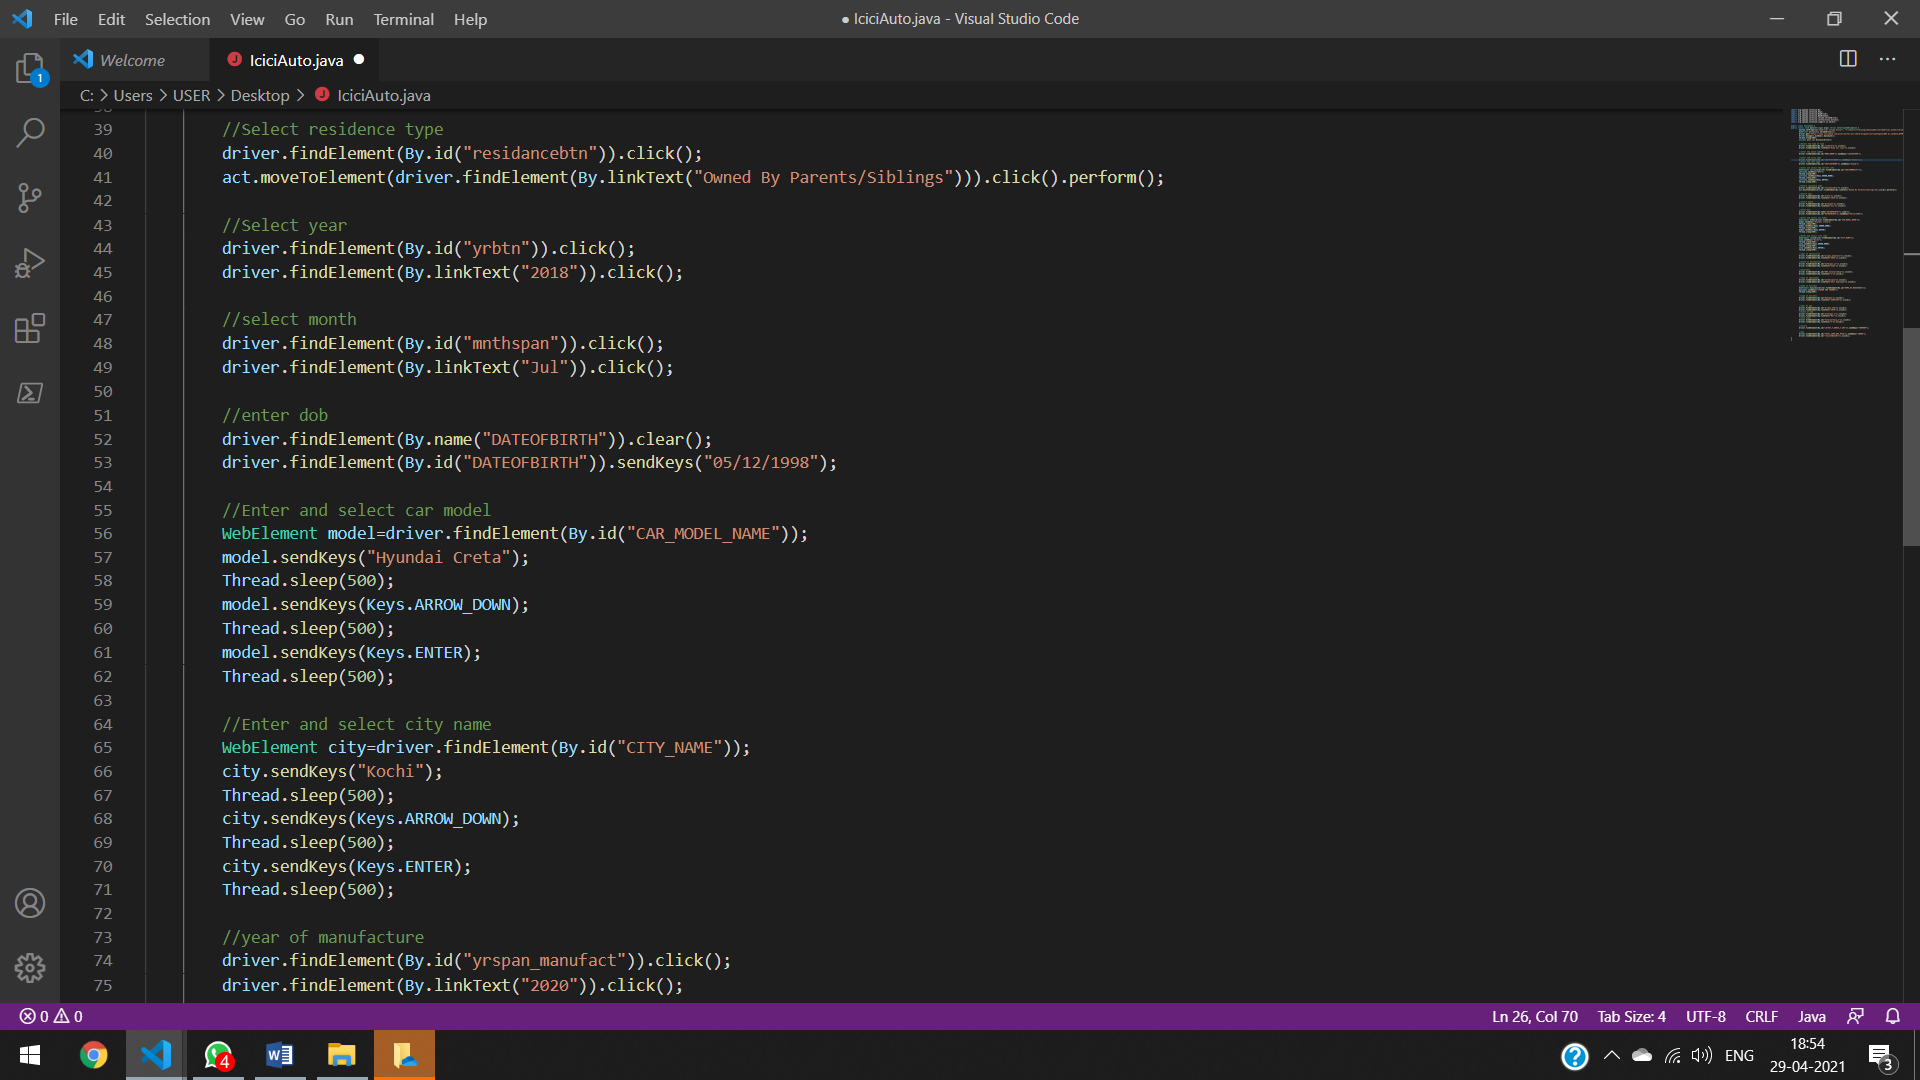 File Edit Selection View Go Run Terminal Help
● IciciAuto.java - Visual Studio Code
1
Welcome
J IciciAuto.java ●
C: > Users > USER > Desktop > J IciciAuto.java
39 //Select residence type
40 driver.findElement(By.id("residancebtn")).click();
41 act.moveToElement(driver.findElement(By.linkText("Owned By Parents/Siblings"))).click().perform();
42
43 //Select year
44 driver.findElement(By.id("yrbtn")).click();
45 driver.findElement(By.linkText("2018")).click();
46
47 //select month
48 driver.findElement(By.id("mnthspan")).click();
49 driver.findElement(By.linkText("Jul")).click();
50
51 //enter dob
52 driver.findElement(By.name("DATEOFBIRTH")).clear();
53 driver.findElement(By.id("DATEOFBIRTH")).sendKeys("05/12/1998");
54
55 //Enter and select car model
56 WebElement model=driver.findElement(By.id("CAR_MODEL_NAME"));
57 model.sendKeys("Hyundai Creta");
58 Thread.sleep(500);
59 model.sendKeys(Keys.ARROW_DOWN);
60 Thread.sleep(500);
61 model.sendKeys(Keys.ENTER);
62 Thread.sleep(500);
63
64 //Enter and select city name
65 WebElement city=driver.findElement(By.id("CITY_NAME"));
66 city.sendKeys("Kochi");
67 Thread.sleep(500);
68 city.sendKeys(Keys.ARROW_DOWN);
69 Thread.sleep(500);
70 city.sendKeys(Keys.ENTER);
71 Thread.sleep(500);
72
73 //year of manufacture
74 driver.findElement(By.id("yrspan_manufact")).click();
75 driver.findElement(By.linkText("2020")).click();
0 0
Ln 26, Col 70 Tab Size: 4 UTF-8 CRLF Java
4
W
ENG
18:54
29-04-2021
3